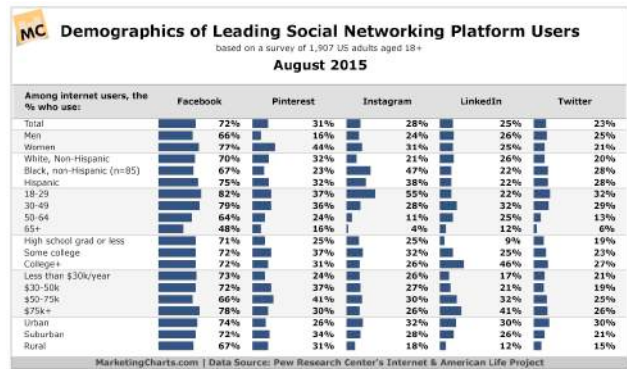 MC
Demographics of Leading Social Networking Platform Users
based on a survey of 1,907 US adults aged 18+
August 2015
Among internet users, the % who use: Facebook Pinterest Instagram LinkedIn Twitter
Total 72% 31% 28% 25% 23%
Men 66% 16% 24% 26% 25%
Women 77% 44% 31% 25% 21%
White, Non-Hispanic 70% 32% 21% 26% 20%
Black, non-Hispanic (n=85) 67% 23% 47% 22% 28%
Hispanic 75% 32% 38% 22% 28%
18-29 82% 37% 55% 22% 32%
30-49 79% 36% 28% 32% 29%
50-64 64% 24% 11% 25% 13%
65+ 48% 16% 4% 12% 6%
High school grad or less 71% 25% 25% 9% 19%
Some college 72% 37% 32% 25% 23%
College+ 72% 31% 26% 46% 27%
Less than $30k/year 73% 24% 26% 17% 21%
$30-50k 72% 37% 27% 21% 19%
$50-75k 66% 41% 30% 32% 25%
$75k+ 78% 30% 26% 41% 26%
Urban 74% 26% 32% 30% 30%
Suburban 72% 34% 28% 26% 21%
Rural 67% 31% 18% 12% 15%
MarketingCharts.com | Data Source: Pew Research Center's Internet & American Life Project